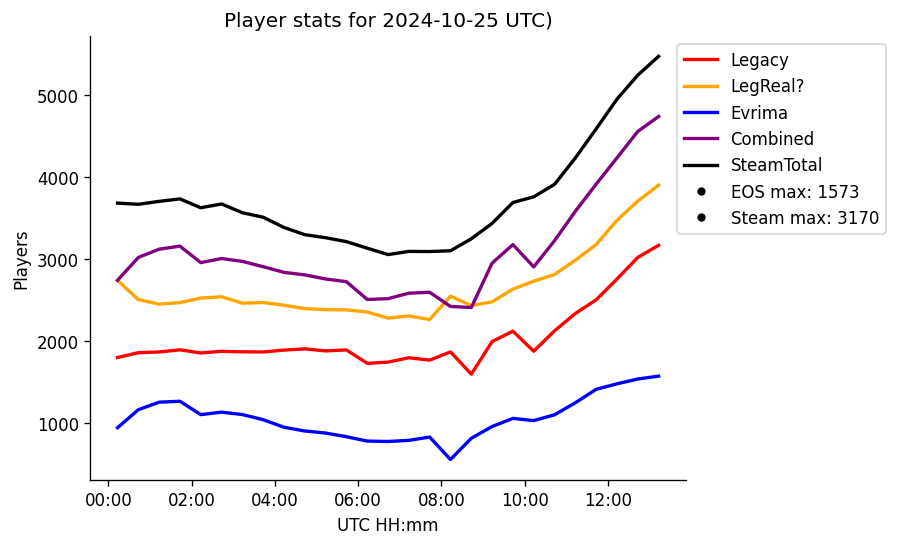 Player stats for 2024-10-25 UTC)
Legacy
LegReal?
Evrima
Combined
SteamTotal
EOS max: 1573
Steam max: 3170
Players
5000
4000
3000
2000
1000
00:00 02:00 04:00 06:00 08:00 10:00 12:00
UTC HH:mm